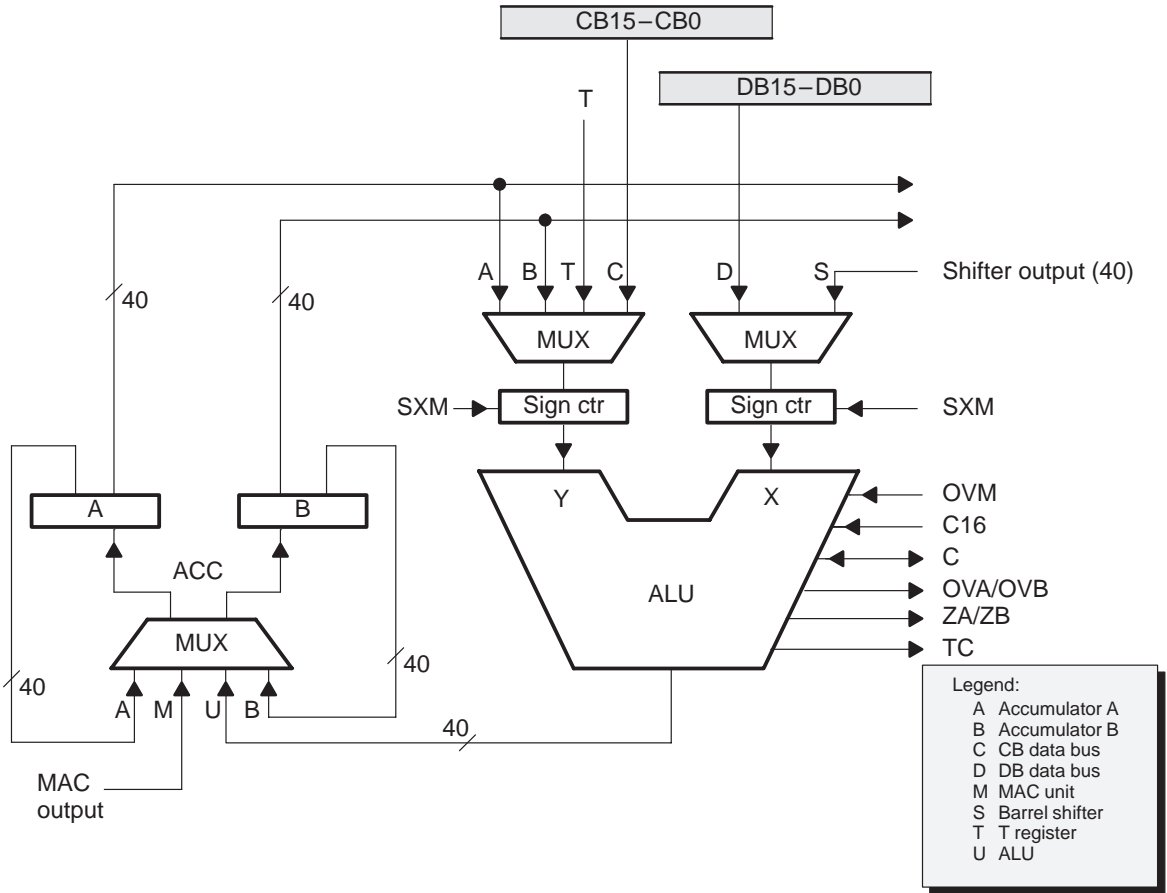 CB15–CB0
DB15–DB0
T
A B T C D S Shifter output (40)
40 40
MUX MUX
SXM Sign ctr Sign ctr SXM
A B Y X OVM
C16
C
ACC
ALU OVA/OVB
MUX ZA/ZB
TC
40 40
A M U B
40
MAC
output
Legend:
A Accumulator A
B Accumulator B
C CB data bus
D DB data bus
M MAC unit
S Barrel shifter
T T register
U ALU